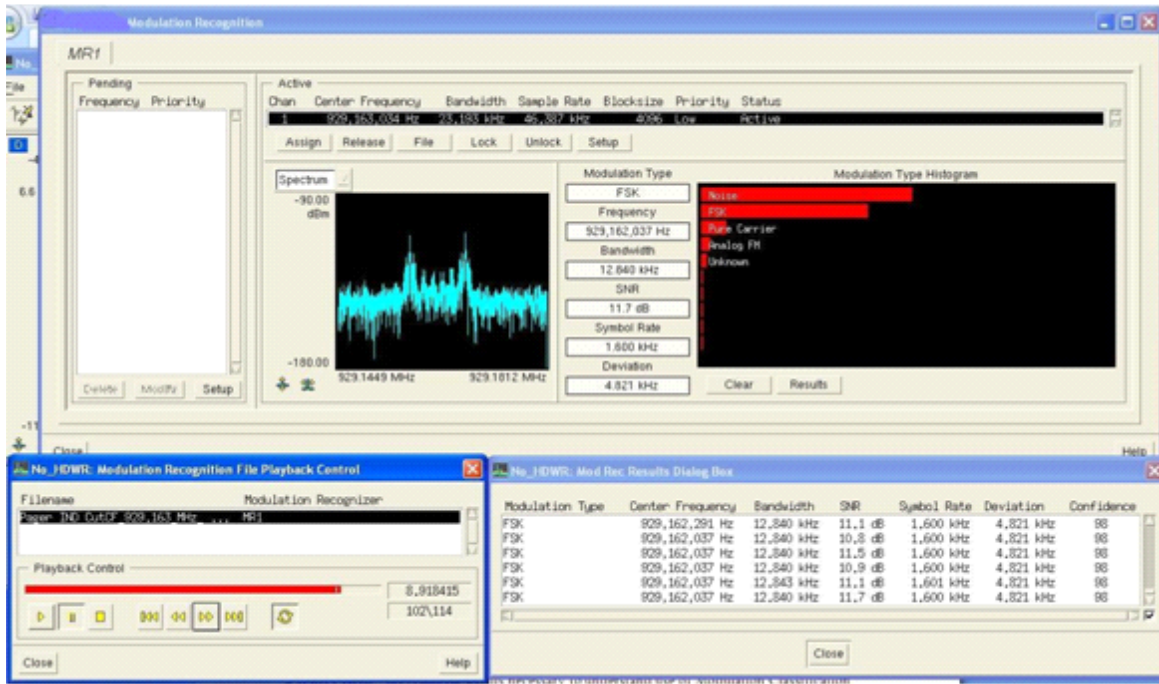 Modulation Recognition
MR1
Pending
Frequency Priority
Delete Modify Setup
Active
Chan Center Frequency Bandwidth Sample Rate Blocksize Priority Status
1 929,163,034 Hz 23,193 kHz 46,387 kHz 4096 Low Active
Assign Release File Lock Unlock Setup
Spectrum
-90.00
dBm
-180.00
929.1449 MHz 929.1812 MHz
Modulation Type
FSK
Frequency
929,162,037 Hz
Bandwidth
12.840 kHz
SNR
11.7 dB
Symbol Rate
1.600 kHz
Deviation
4.821 kHz
Modulation Type Histogram
Noise
FSK
Pure Carrier
Analog FM
Unknown
Clear Results
Close Help
No_HDWR: Modulation Recognition File Playback Control
Filename Modulation Recognizer
Pager IND CutCF 929,163 MHz ... MR1
Playback Control
8,918415
102\114
Close Help
No_HDWR: Mod Rec Results Dialog Box
Modulation Type Center Frequency Bandwidth SNR Symbol Rate Deviation Confidence
FSK 929,162,291 Hz 12,840 kHz 11,1 dB 1,600 kHz 4,821 kHz 98
FSK 929,162,037 Hz 12,840 kHz 10,8 dB 1,600 kHz 4,821 kHz 98
FSK 929,162,037 Hz 12,840 kHz 11,5 dB 1,600 kHz 4,821 kHz 98
FSK 929,162,037 Hz 12,840 kHz 10,9 dB 1,600 kHz 4,821 kHz 98
FSK 929,162,037 Hz 12,843 kHz 11,1 dB 1,601 kHz 4,821 kHz 98
FSK 929,162,037 Hz 12,840 kHz 11,7 dB 1,600 kHz 4,821 kHz 98
Close